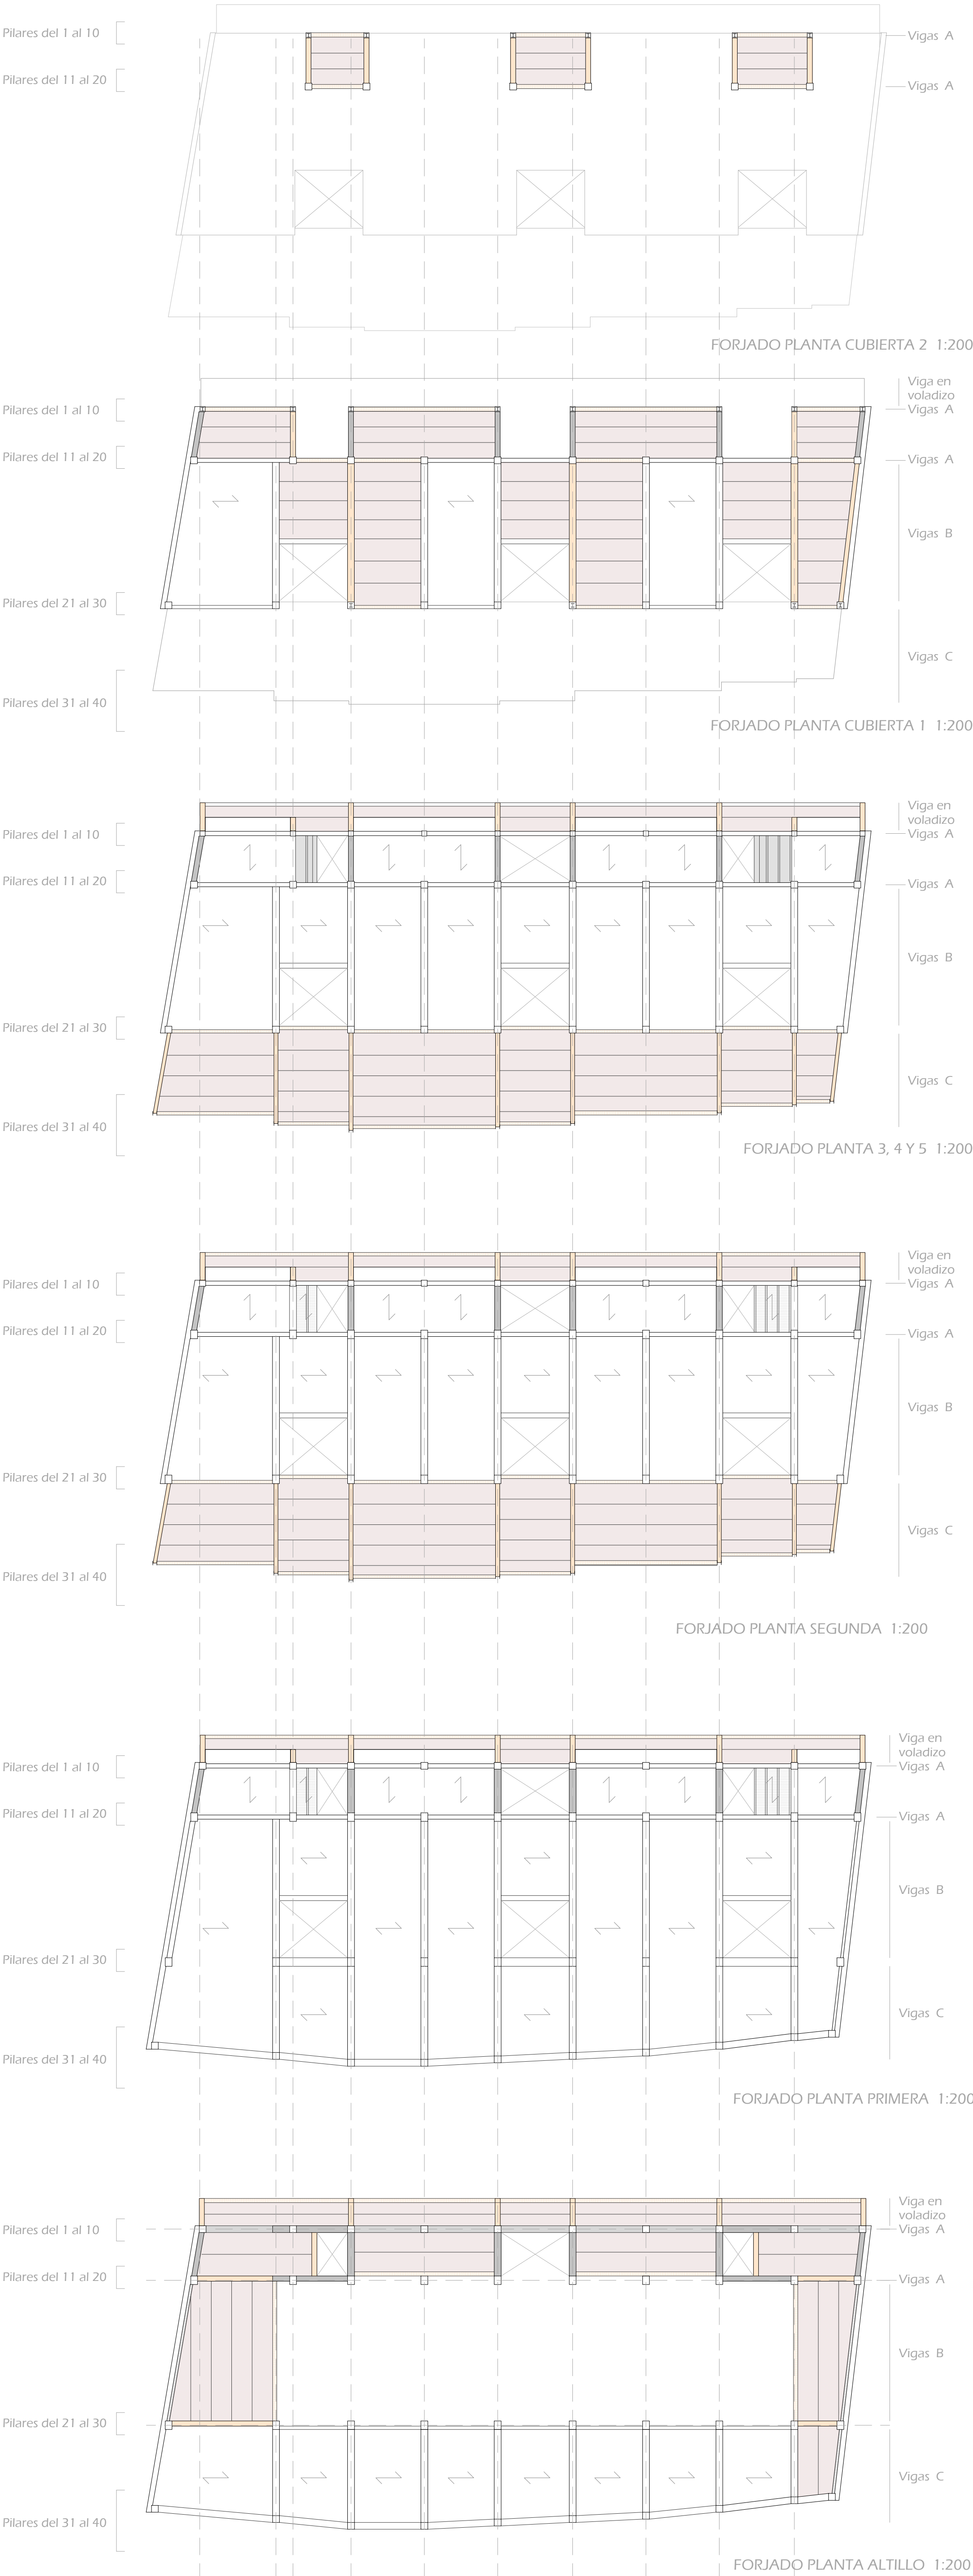 Pilares del 1 al 10
Vigas A
Pilares del 11 al 20
Vigas A
FORJADO PLANTA CUBIERTA 2 1:200
Viga en
voladizo
Pilares del 1 al 10
Vigas A
Pilares del 11 al 20
Vigas A
Vigas B
Pilares del 21 al 30
Vigas C
Pilares del 31 al 40
FORJADO PLANTA CUBIERTA 1 1:200
Viga en
voladizo
Pilares del 1 al 10
Vigas A
Pilares del 11 al 20
Vigas A
Vigas B
Pilares del 21 al 30
Vigas C
Pilares del 31 al 40
FORJADO PLANTA 3, 4 Y 5 1:200
Viga en
voladizo
Pilares del 1 al 10
Vigas A
Pilares del 11 al 20
Vigas A
Vigas B
Pilares del 21 al 30
Vigas C
Pilares del 31 al 40
FORJADO PLANTA SEGUNDA 1:200
Viga en
voladizo
Pilares del 1 al 10
Vigas A
Pilares del 11 al 20
Vigas A
Vigas B
Pilares del 21 al 30
Vigas C
Pilares del 31 al 40
FORJADO PLANTA PRIMERA 1:200
Viga en
voladizo
Pilares del 1 al 10
Vigas A
Pilares del 11 al 20
Vigas A
Vigas B
Pilares del 21 al 30
Vigas C
Pilares del 31 al 40
FORJADO PLANTA ALTILLO 1:200